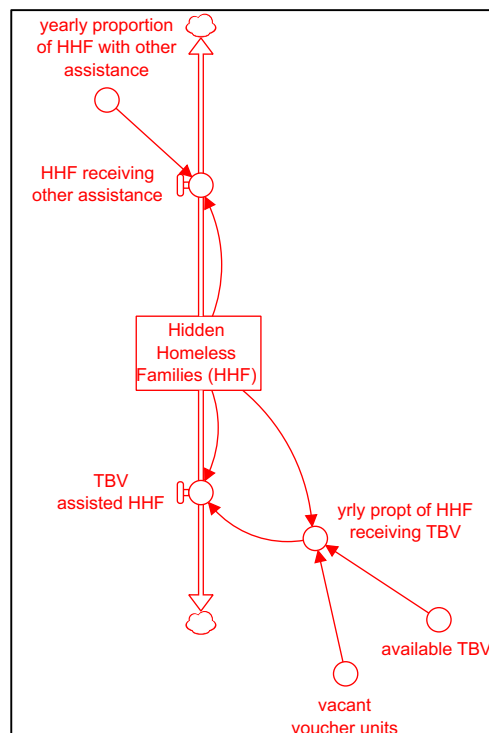 yearly proportion
of HHF with other
assistance
HHF receiving
other assistance
Hidden
Homeless
Families (HHF)
TBV
assisted HHF
yrly propt of HHF
receiving TBV
available TBV
vacant
voucher units